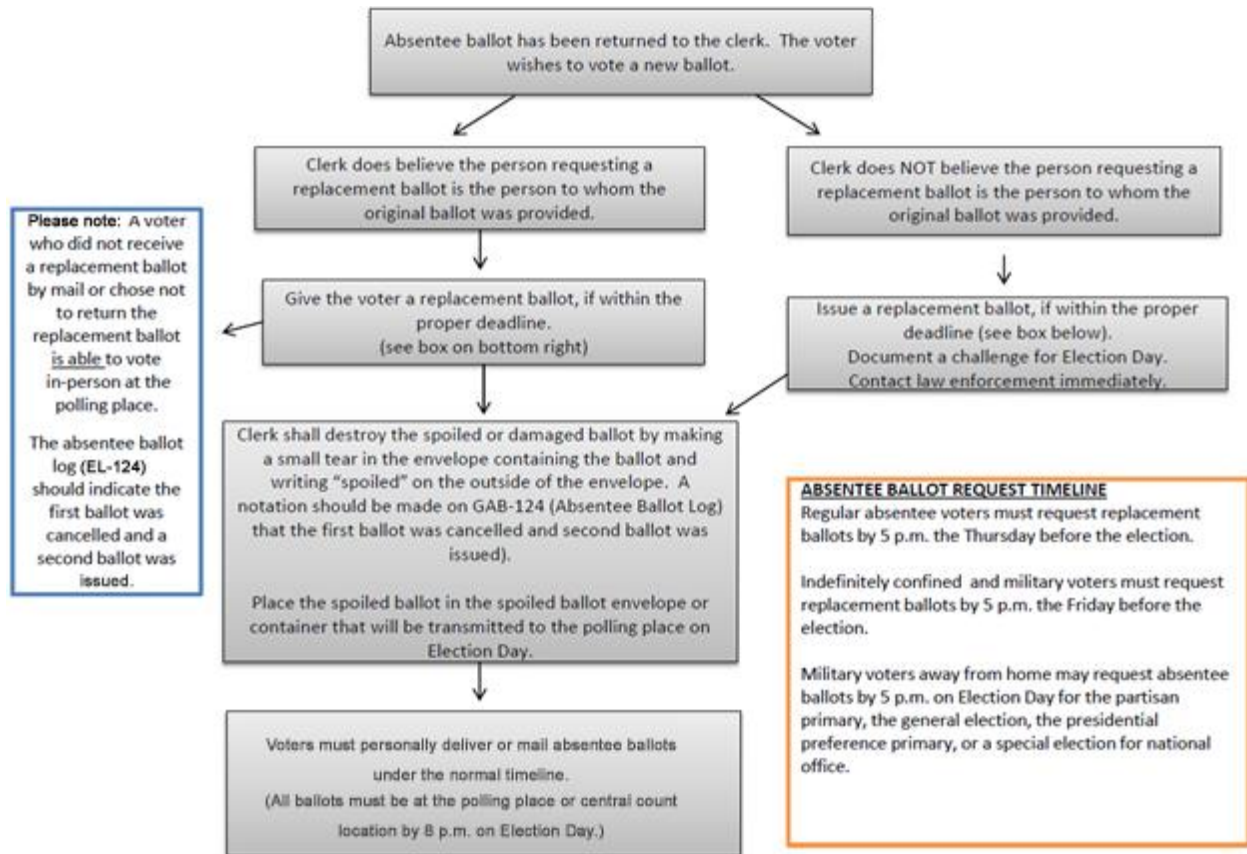 Absentee ballot has been returned to the clerk.  The voter
wishes to vote a new ballot.
Clerk does believe the person requesting a
replacement ballot is the person to whom the
original ballot was provided.
Clerk does NOT believe the person requesting a
replacement ballot is the person to whom the
original ballot was provided.
Please note:  A voter
who did not receive
a replacement ballot
by mail or chose not
to return the
replacement ballot
is able to vote
in-person at the
polling place.
The absentee ballot
log (EL-124)
should indicate the
first ballot was
cancelled and a
second ballot was
issued.
Give the voter a replacement ballot, if within the
proper deadline.
(see box on bottom right)
Issue a replacement ballot, if within the proper
deadline (see box below).
Document a challenge for Election Day.
Contact law enforcement immediately.
Clerk shall destroy the spoiled or damaged ballot by making
a small tear in the envelope containing the ballot and
writing “spoiled” on the outside of the envelope.  A
notation should be made on GAB-124 (Absentee Ballot Log)
that the first ballot was cancelled and second ballot was
issued).
Place the spoiled ballot in the spoiled ballot envelope or
container that will be transmitted to the polling place on
Election Day.
ABSENTEE BALLOT REQUEST TIMELINE
Regular absentee voters must request replacement
ballots by 5 p.m. the Thursday before the election.
Indefinitely confined  and military voters must request
replacement ballots by 5 p.m. the Friday before the
election.
Military voters away from home may request absentee
ballots by 5 p.m. on Election Day for the partisan
primary, the general election, the presidential
preference primary, or a special election for national
office.
Voters must personally deliver or mail absentee ballots
under the normal timeline.
(All ballots must be at the polling place or central count
location by 8 p.m. on Election Day.)